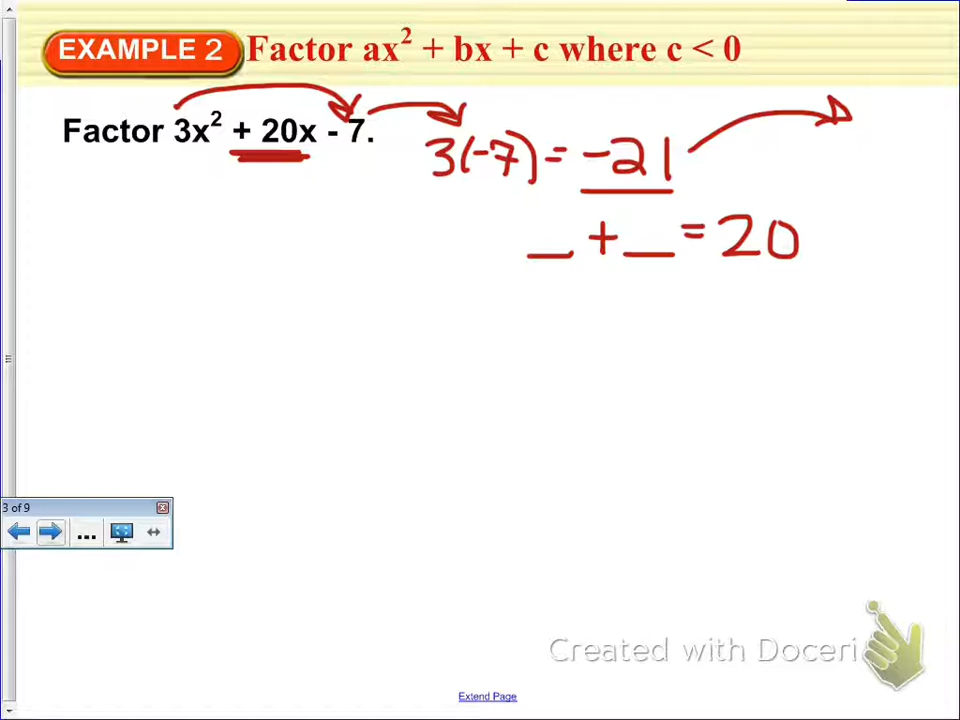 EXAMPLE 2 Factor ax² + bx + c where c < 0
Factor 3x² + 20x - 7.
3(-7) = -21
_ + _ = 20
3 of 9
...
Created with Doceri
Extend Page